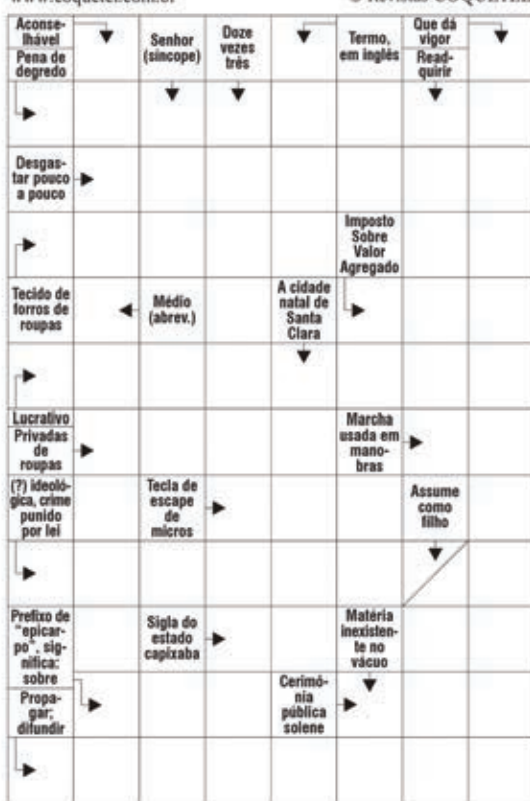 www.coquetel.com.br
Aconse-
lhável
Pena de
degredo
Senhor
(síncope)
Doze
vezes
três
Termo,
em inglês
Que dá
vigor
Read-
quirir
Desgas-
tar pouco
a pouco
Imposto
Sobre
Valor
Agregado
Tecido de
forros de
roupas
Médio
(abrev.)
A cidade
natal de
Santa
Clara
Lucrativo
Privadas
de
roupas
Marcha
usada em
mano-
bras
(?) ideoló-
gica, crime
punido
por lei
Tecla de
escape
de
micros
Assume
como
filho
Prefixo de
"epicar-
po", sig-
nifica:
sobre
Sigla do
estado
capixaba
Matéria
inexisten-
te no
vácuo
Propa-
gar;
difundir
Cerimô-
nia
pública
solene